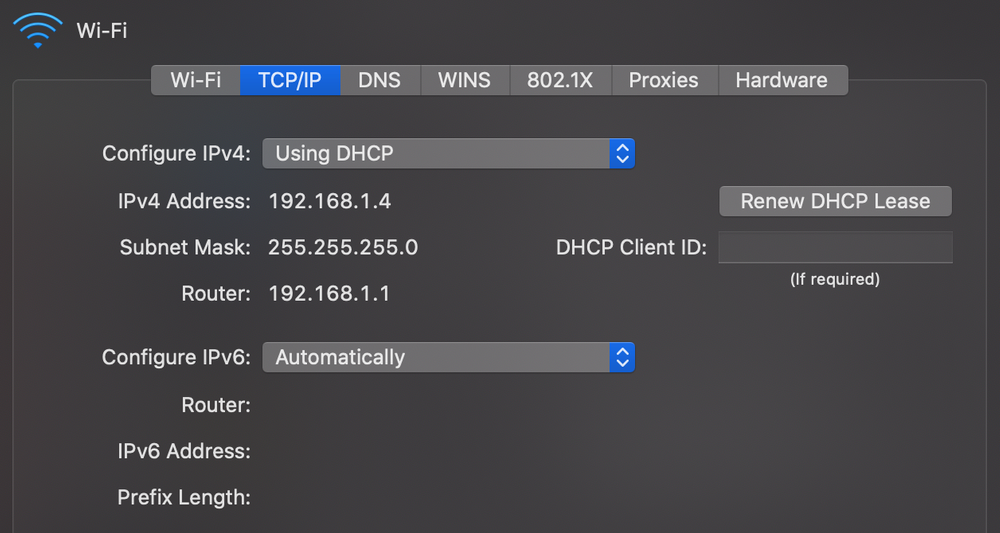 Wi-Fi
Wi-Fi TCP/IP DNS WINS 802.1X Proxies Hardware
Configure IPv4: Using DHCP
IPv4 Address: 192.168.1.4 Renew DHCP Lease
Subnet Mask: 255.255.255.0 DHCP Client ID:
(If required)
Router: 192.168.1.1
Configure IPv6: Automatically
Router:
IPv6 Address:
Prefix Length: